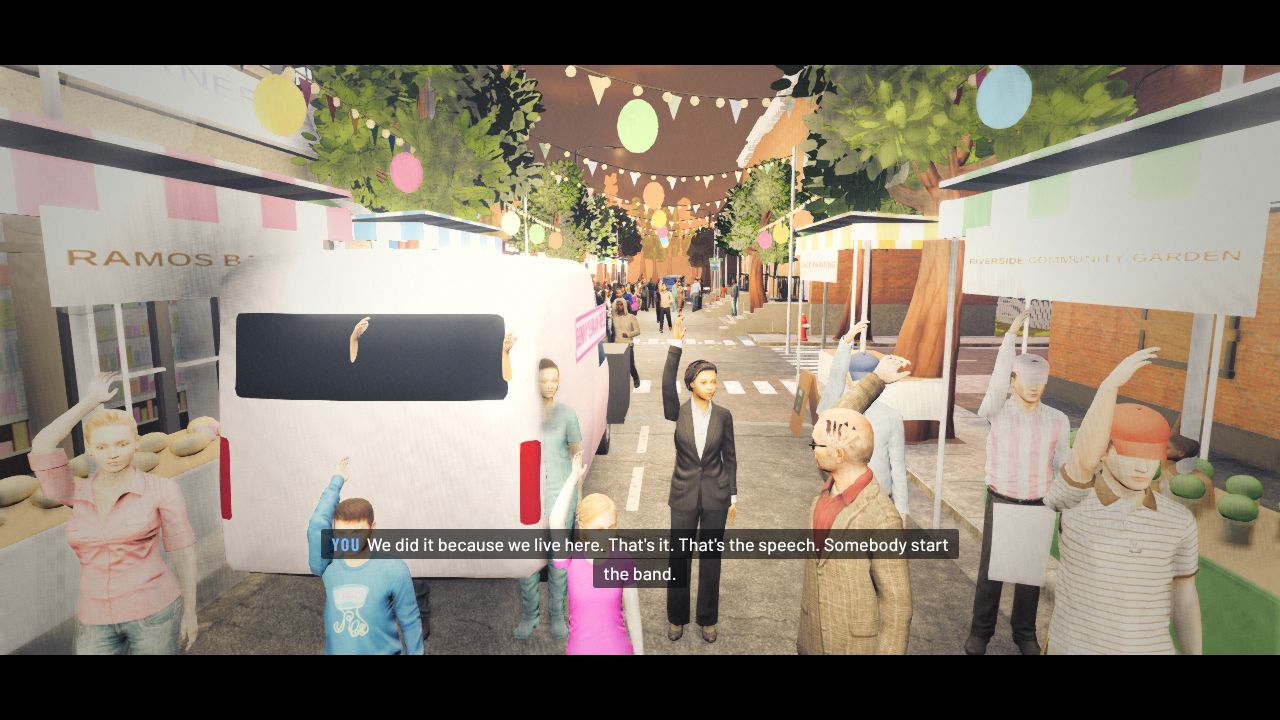 RAMOS
RIVERSIDE COMMUNITY GARDEN
YOU We did it because we live here. That's it. That's the speech. Somebody start
the band.